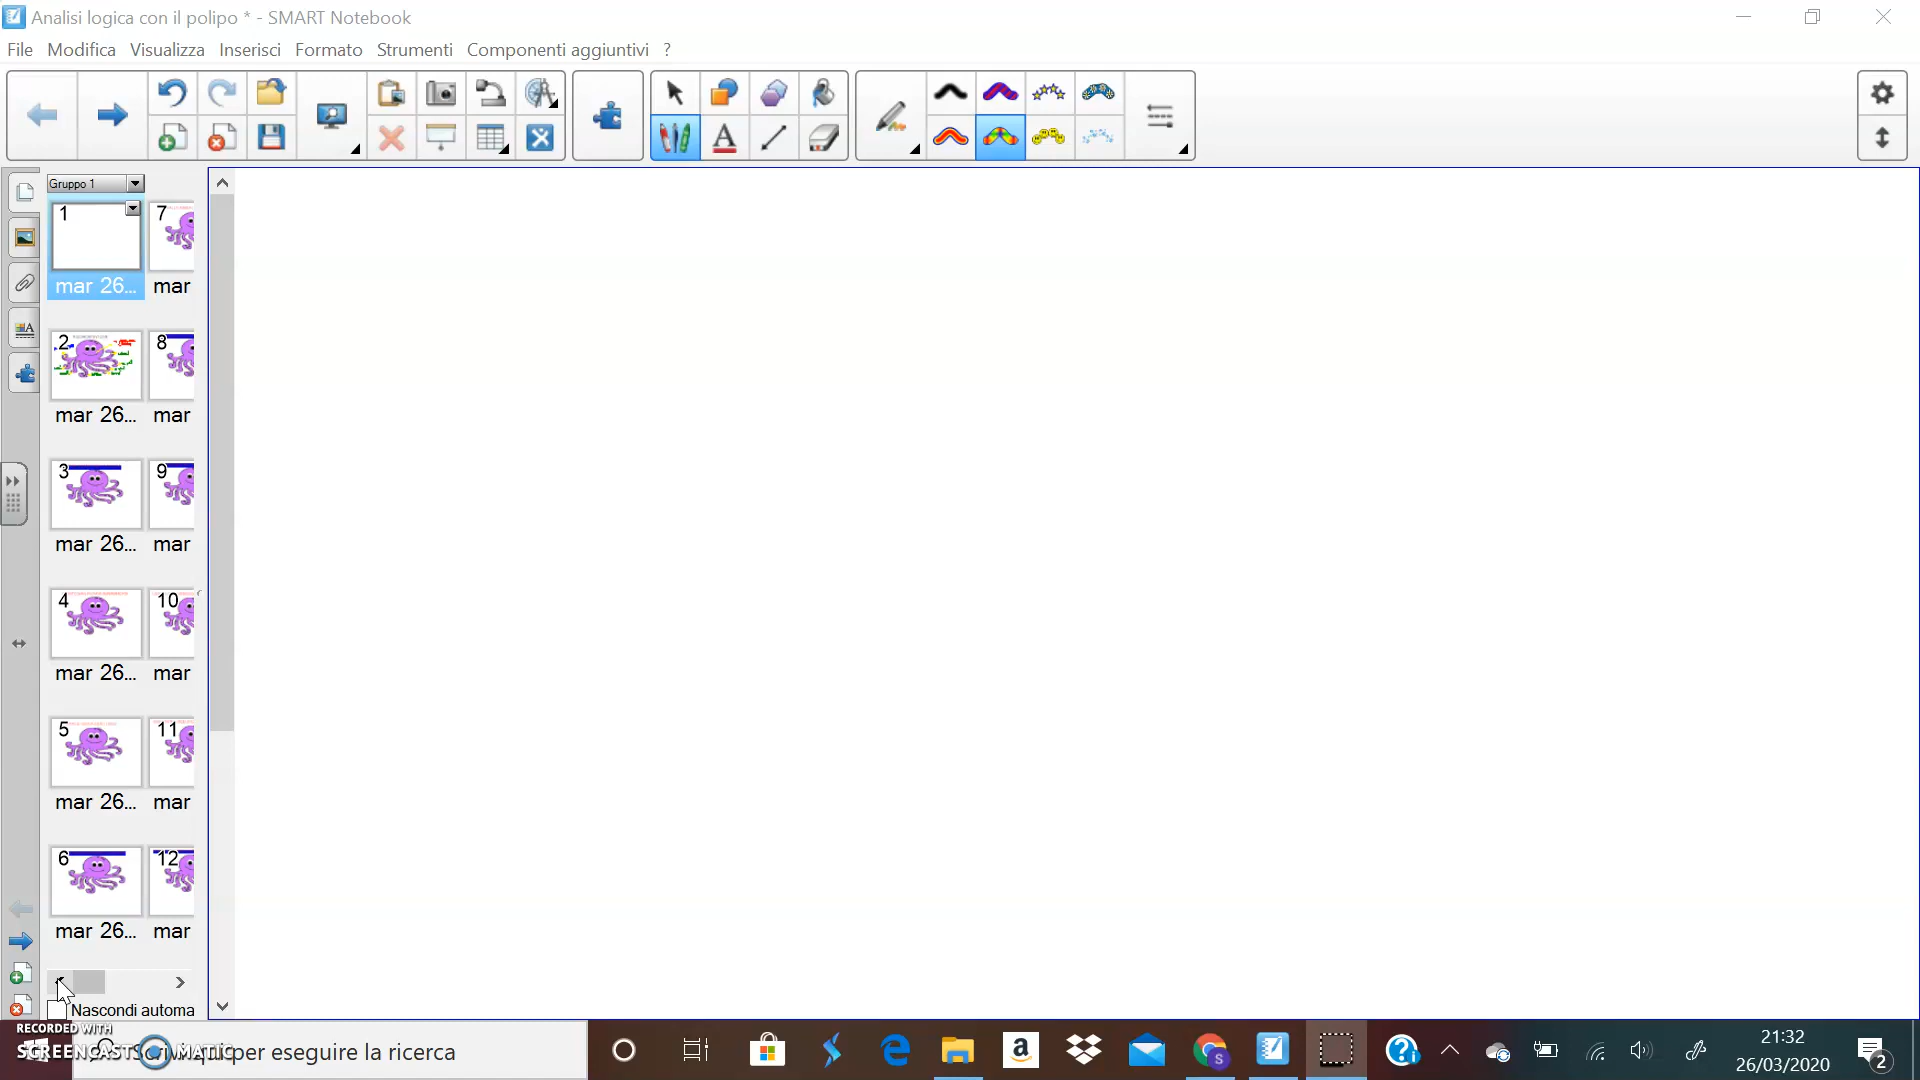 Analisi logica con il polipo * - SMART Notebook
File Modifica Visualizza Inserisci Formato Strumenti Componenti aggiuntivi ?
Gruppo 1
1
7
mar 26... mar
2
8
mar 26... mar
3
9
mar 26... mar
4
10
mar 26... mar
5
11
mar 26... mar
6
12
mar 26... mar
Nascondi automa
RECORDED WITH
SCREENCAST MATIC
Scrivi qui per eseguire la ricerca
21:32
26/03/2020
2